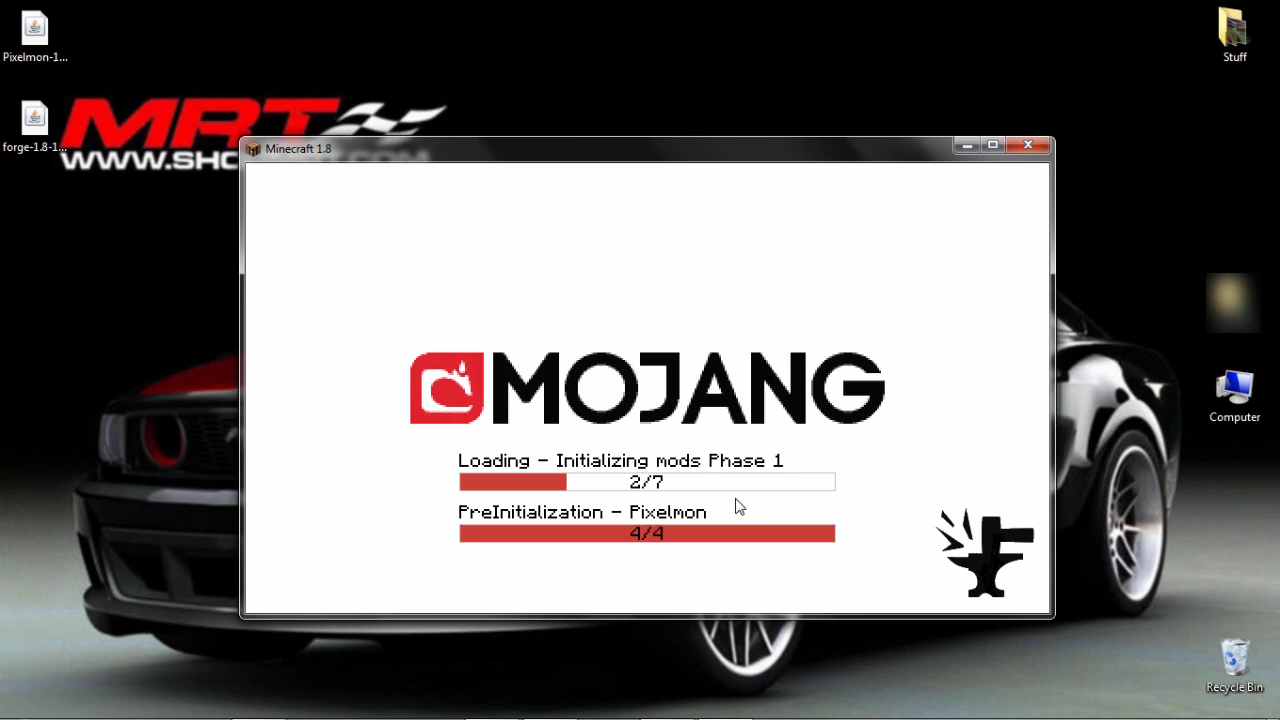 Pixelmon-1...
Stuff
forge-1.8-1...
MRT
WWW.SHO
Minecraft 1.8
MOJANG
Loading - Initializing mods Phase 1
2/7
PreInitialization - Pixelmon
4/4
Computer
Recycle Bin